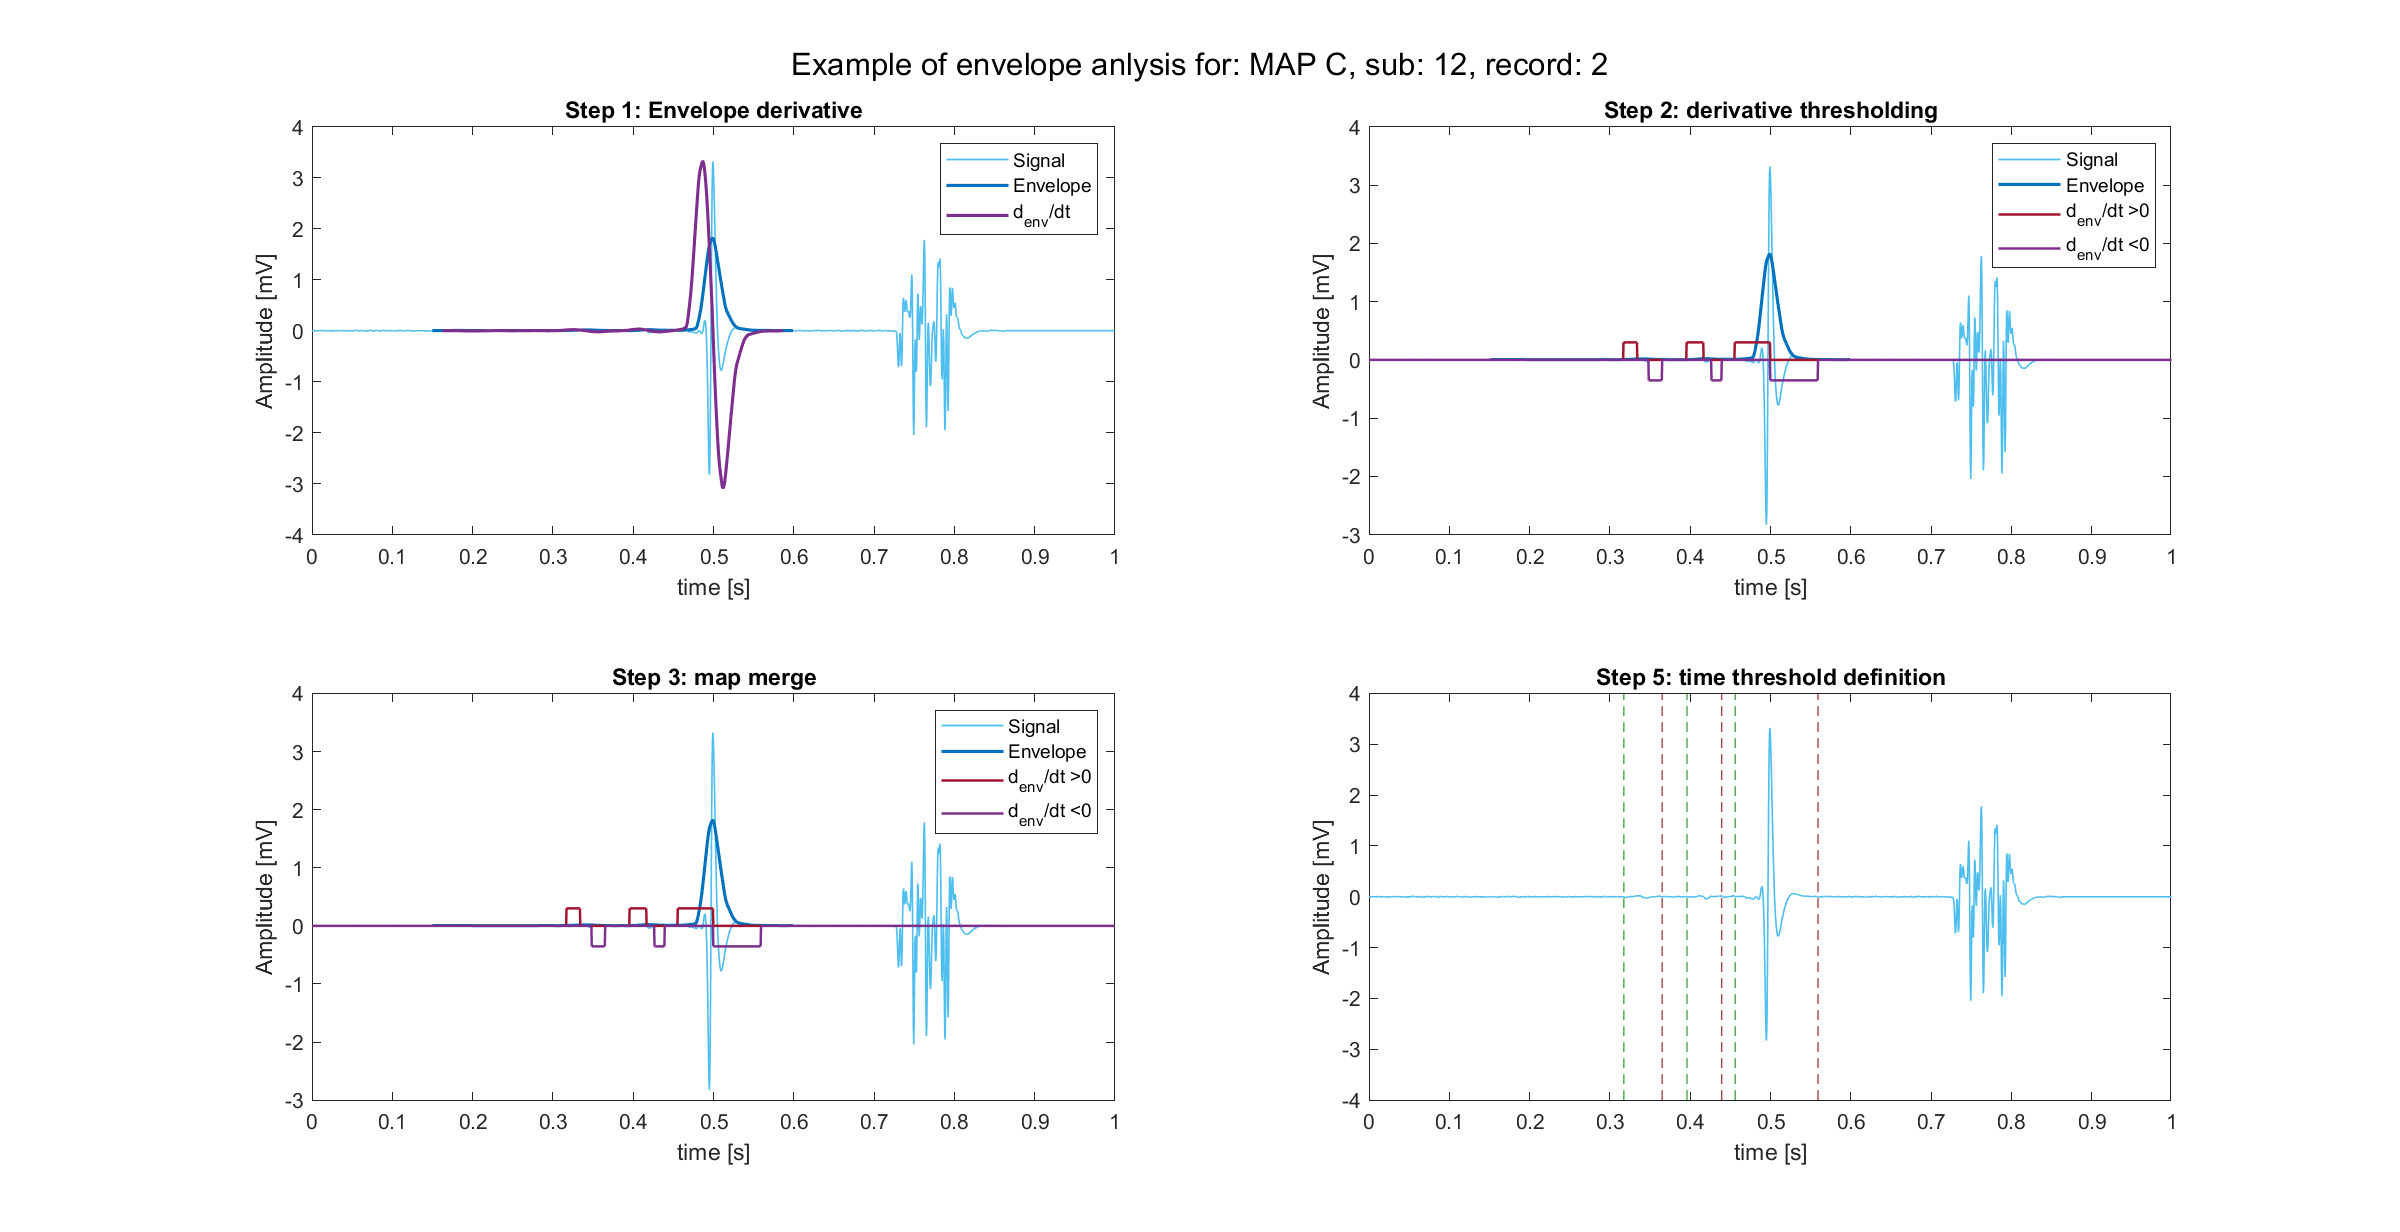 Example of envelope anlysis for: MAP C, sub: 12, record: 2
Step 1: Envelope derivative
4
3
2
1
0
-1
-2
-3
-4
Amplitude [mV]
0 0.1 0.2 0.3 0.4 0.5 0.6 0.7 0.8 0.9 1
time [s]
Signal
Envelope
d_env/dt
Step 2: derivative thresholding
4
3
2
1
0
-1
-2
-3
Amplitude [mV]
0 0.1 0.2 0.3 0.4 0.5 0.6 0.7 0.8 0.9 1
time [s]
Signal
Envelope
d_env/dt >0
d_env/dt <0
Step 3: map merge
4
3
2
1
0
-1
-2
-3
Amplitude [mV]
0 0.1 0.2 0.3 0.4 0.5 0.6 0.7 0.8 0.9 1
time [s]
Signal
Envelope
d_env/dt >0
d_env/dt <0
Step 5: time threshold definition
4
3
2
1
0
-1
-2
-3
-4
Amplitude [mV]
0 0.1 0.2 0.3 0.4 0.5 0.6 0.7 0.8 0.9 1
time [s]